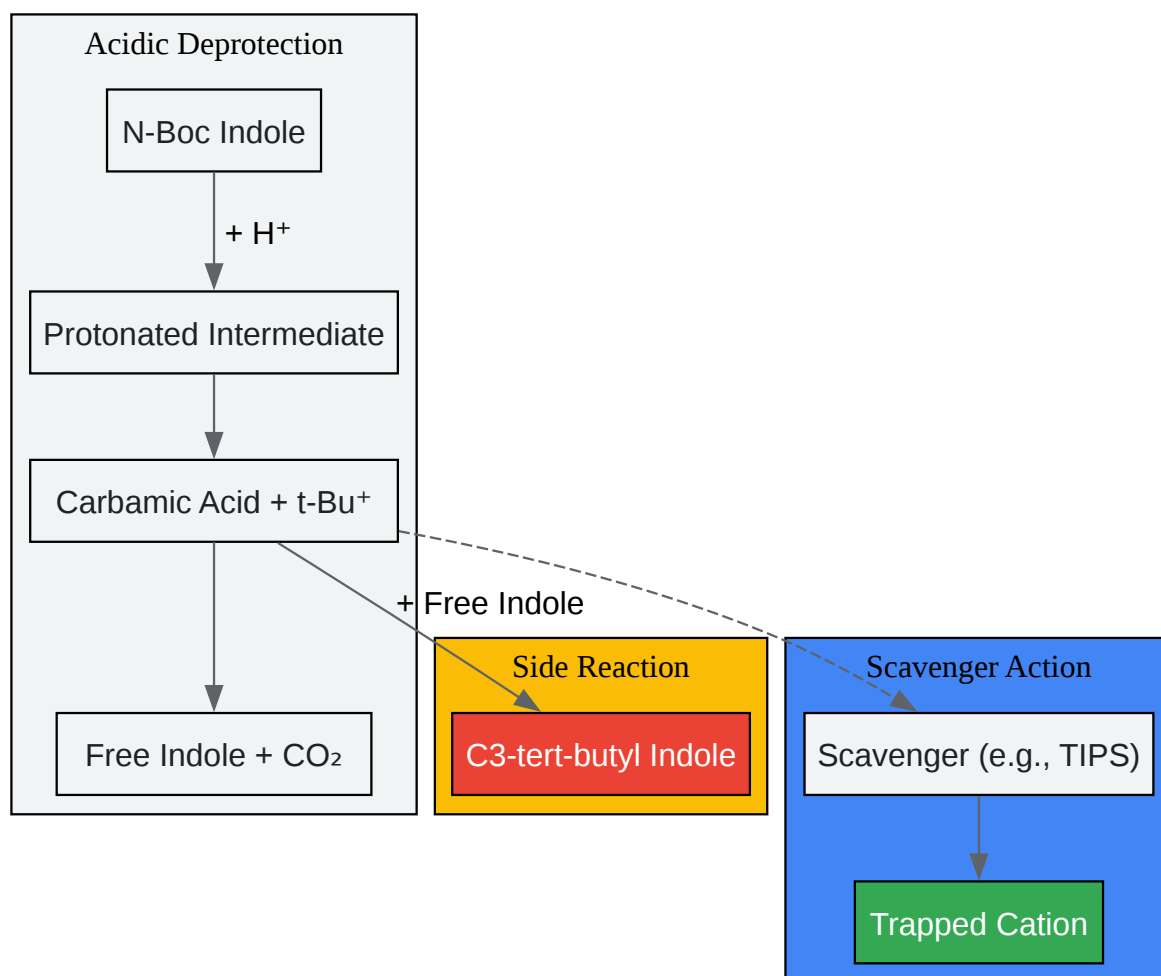 Acidic Deprotection
N-Boc Indole
+ H⁺
Protonated Intermediate
Carbamic Acid + t-Bu⁺
+ Free Indole
Side Reaction
Scavenger Action
Free Indole + CO₂
C3-tert-butyl Indole
Scavenger (e.g., TIPS)
Trapped Cation